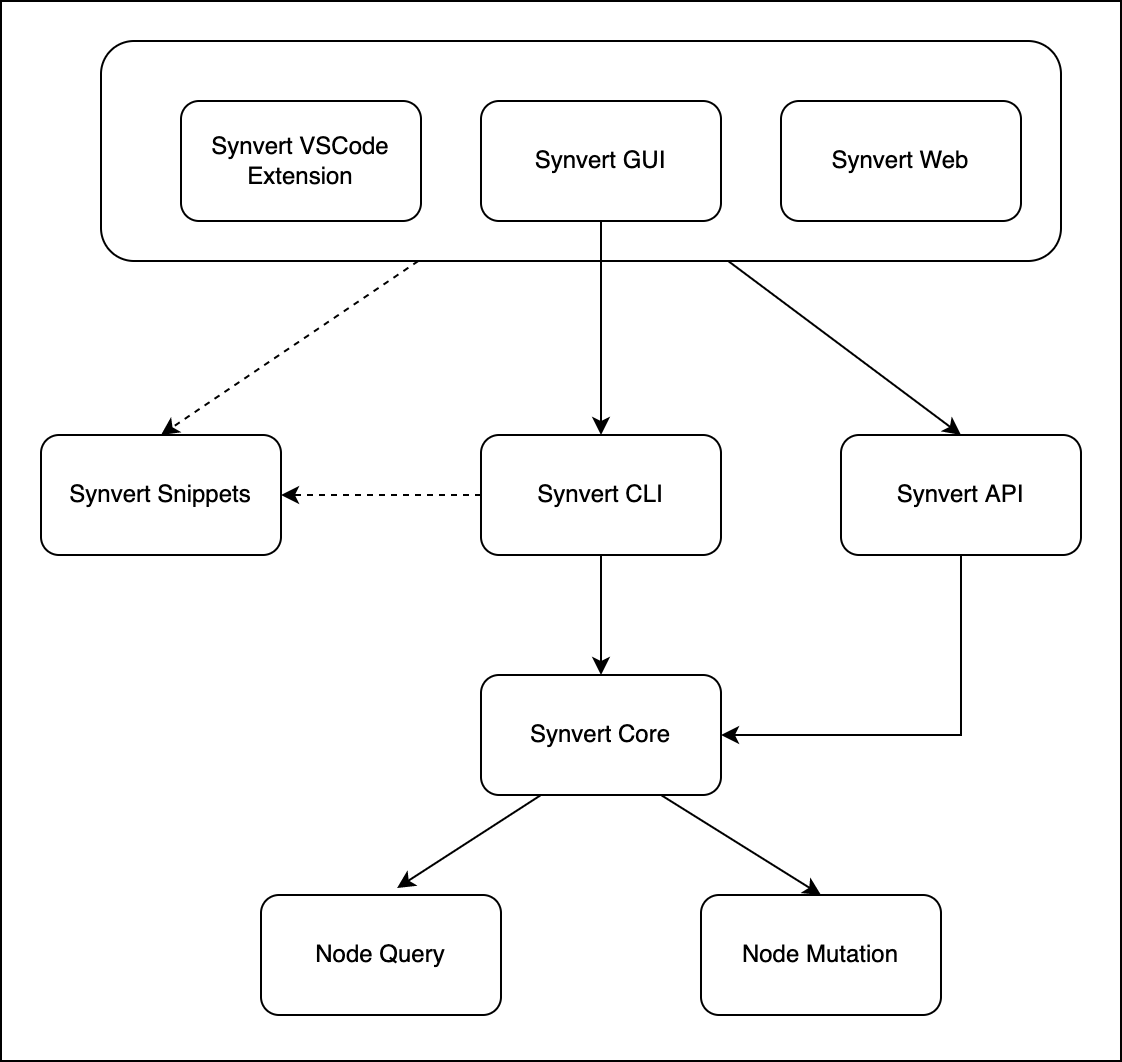 Synvert VSCode
Extension
Synvert GUI
Synvert Web
Synvert Snippets
Synvert CLI
Synvert API
Synvert Core
Node Query
Node Mutation